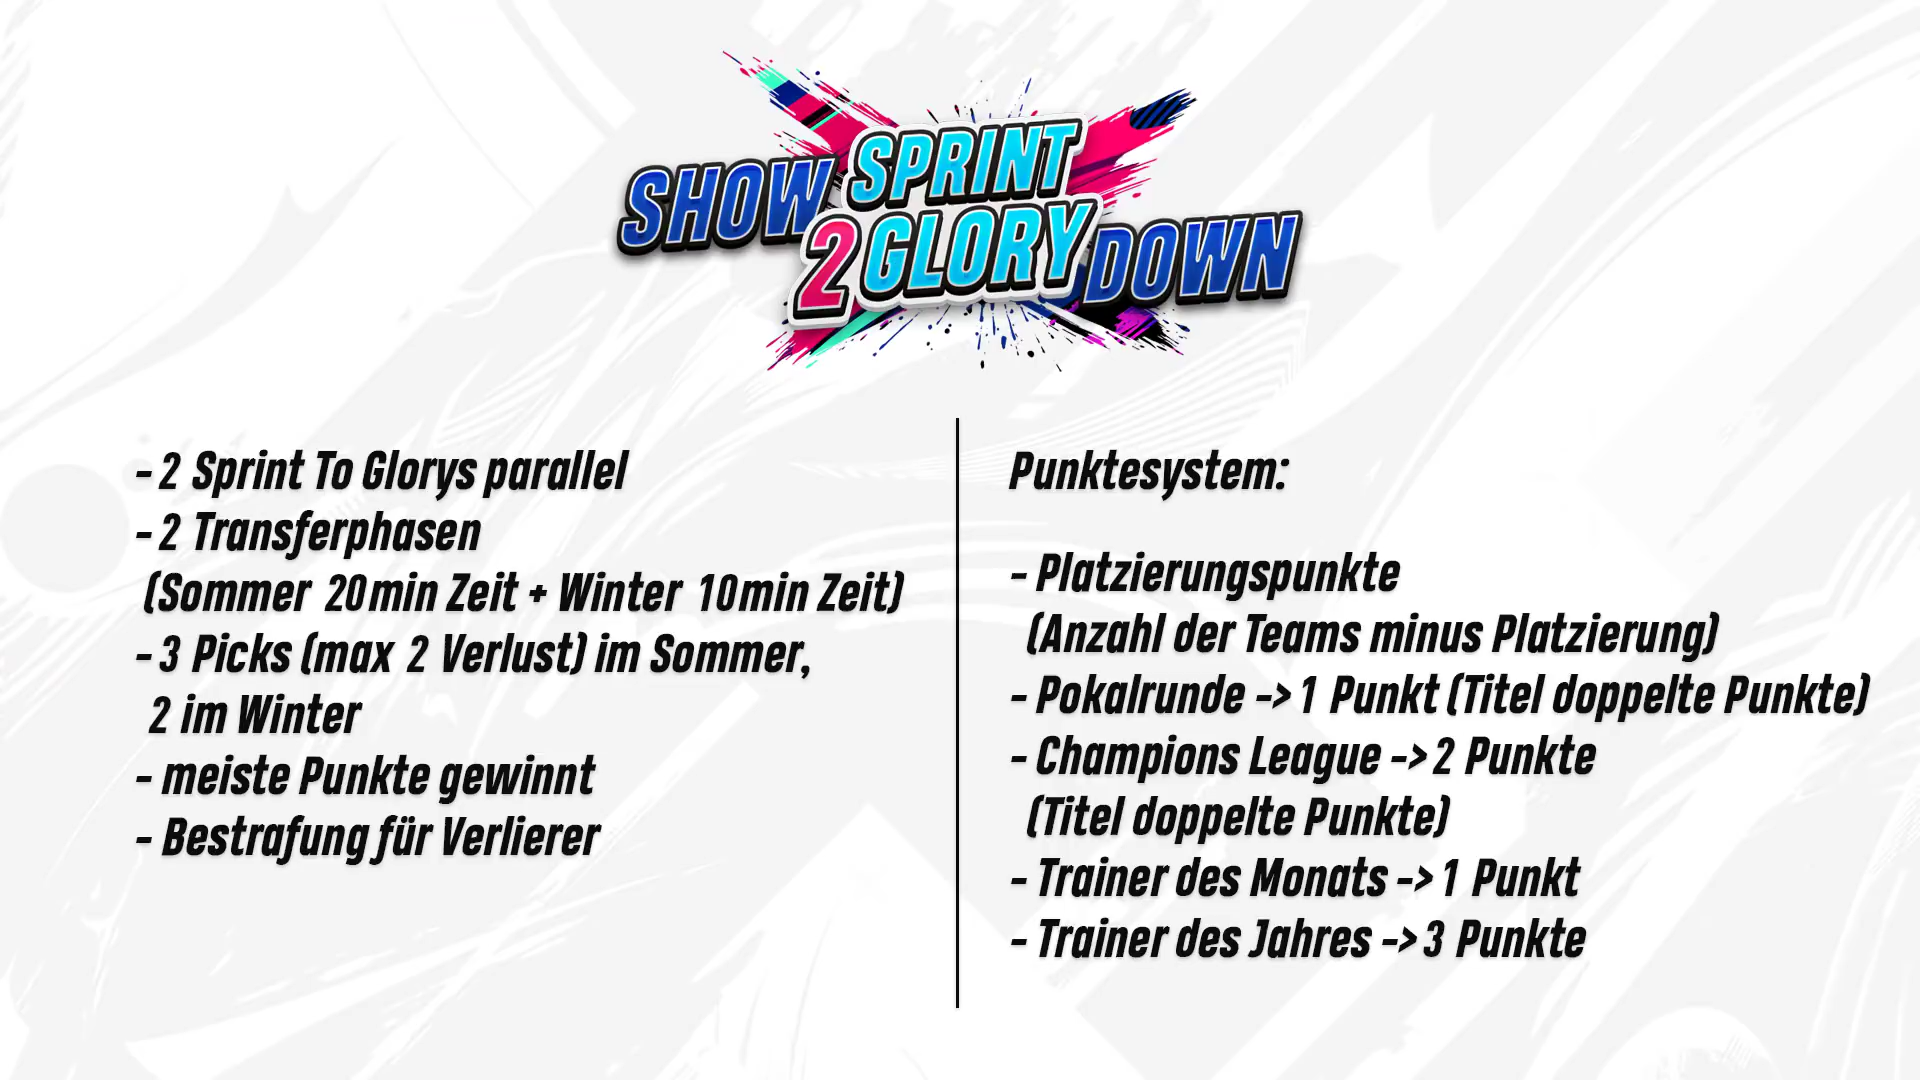 SHOW SPRINT
2 GLORY DOWN
- 2 Sprint To Glorys parallel
- 2 Transferphasen
(Sommer 20min Zeit + Winter 10min Zeit)
- 3 Picks (max 2 Verlust) im Sommer,
2 im Winter
- meiste Punkte gewinnt
- Bestrafung für Verlierer
Punktesystem:
- Platzierungspunkte
(Anzahl der Teams minus Platzierung)
- Pokalrunde -> 1 Punkt (Titel doppelte Punkte)
- Champions League -> 2 Punkte
(Titel doppelte Punkte)
- Trainer des Monats -> 1 Punkt
- Trainer des Jahres -> 3 Punkte